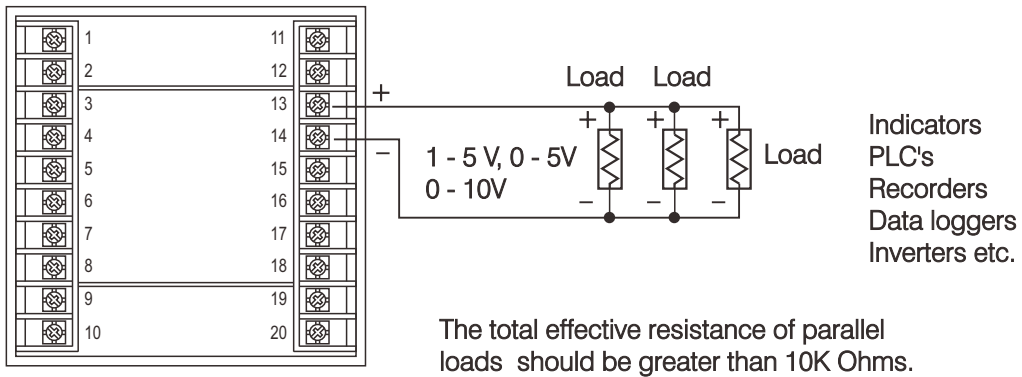 1 11
2 12
3 13 +
4 14 −
5 15
6 16
7 17
8 18
9 19
10 20
Load Load
+ + +
1 - 5 V, 0 - 5V
0 - 10V
Load
− − −
Indicators
PLC's
Recorders
Data loggers
Inverters etc.
The total effective resistance of parallel
loads should be greater than 10K Ohms.